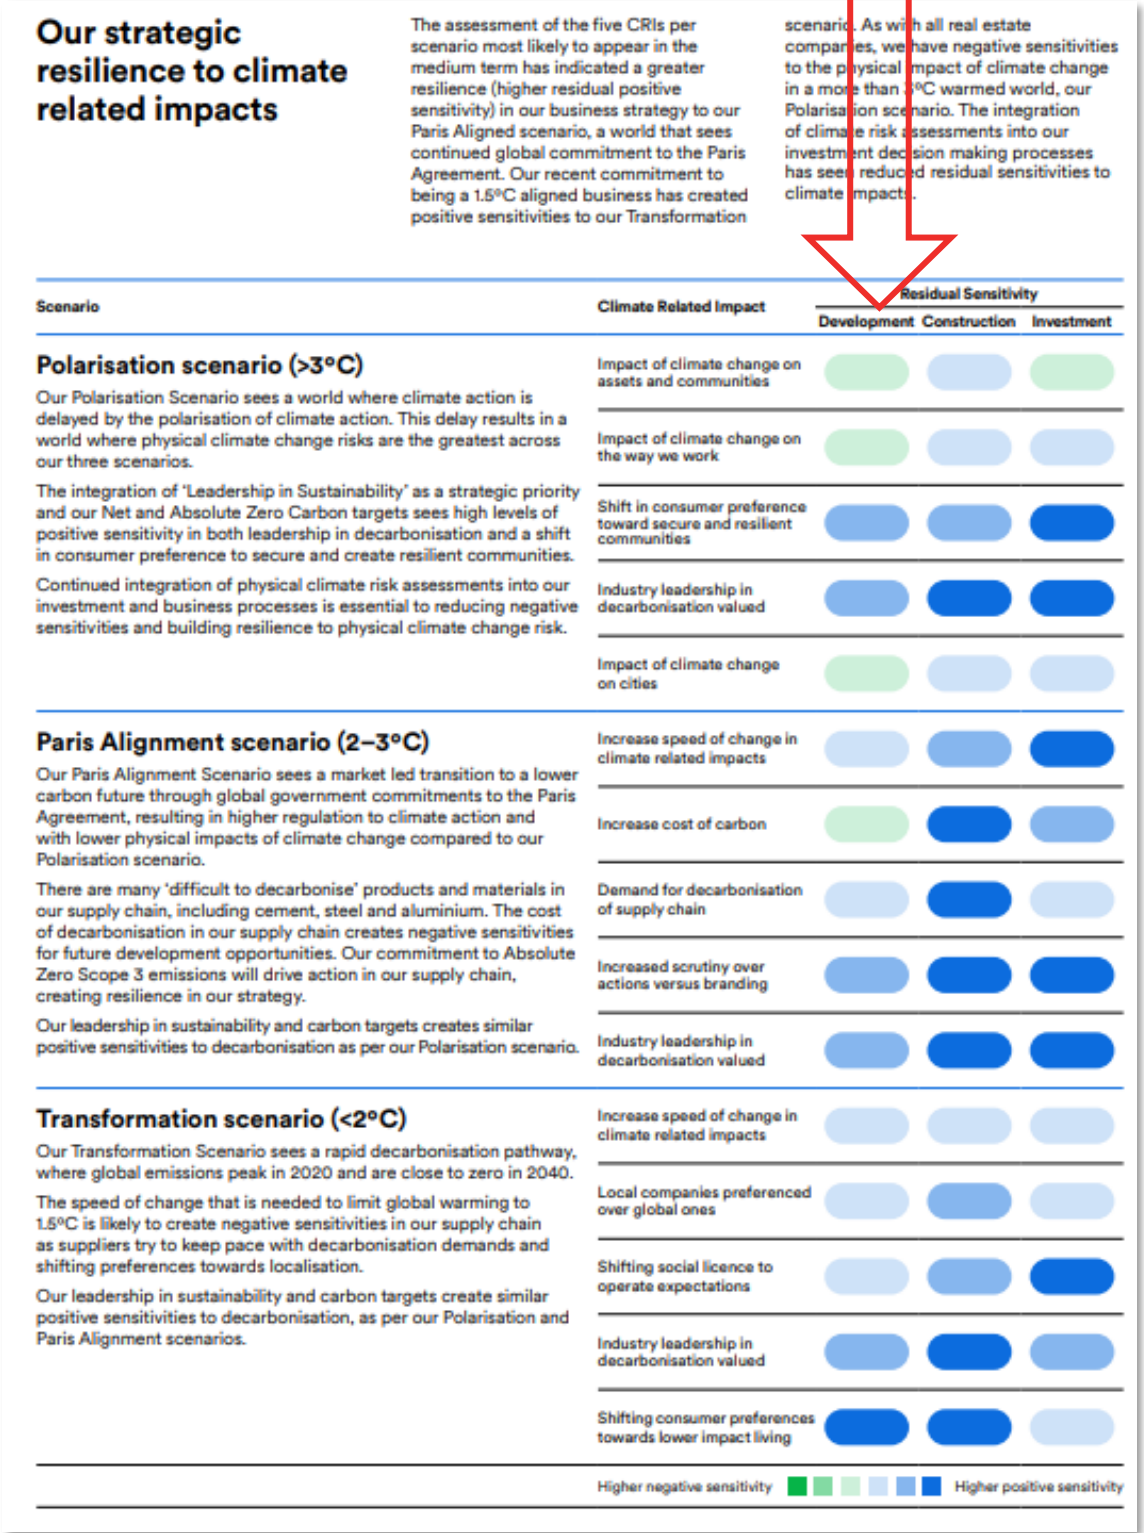 Our strategic
resilience to climate
related impacts
The assessment of the five CRIs per
scenario most likely to appear in the
medium term has indicated a greater
resilience (higher residual positive
sensitivity) in our business strategy to our
Paris Aligned scenario, a world that sees
continued global commitment to the Paris
Agreement. Our recent commitment to
being a 1.5ºC aligned business has created
positive sensitivities to our Transformation
scenario. As with all real estate
companies, we have negative sensitivities
to the physical impact of climate change
in a more than 3ºC warmed world, our
Polarisation scenario. The integration
of climate risk assessments into our
investment decision making processes
has seen reduced residual sensitivities to
climate impacts.
Scenario
Climate Related Impact
Residual Sensitivity
Development Construction Investment
Polarisation scenario (>3ºC)
Our Polarisation Scenario sees a world where climate action is
delayed by the polarisation of climate action. This delay results in a
world where physical climate change risks are the greatest across
our three scenarios.
The integration of ‘Leadership in Sustainability’ as a strategic priority
and our Net and Absolute Zero Carbon targets sees high levels of
positive sensitivity in both leadership in decarbonisation and a shift
in consumer preference to secure and create resilient communities.
Continued integration of physical climate risk assessments into our
investment and business processes is essential to reducing negative
sensitivities and building resilience to physical climate change risk.
Impact of climate change on
assets and communities
Impact of climate change on
the way we work
Shift in consumer preference
toward secure and resilient
communities
Industry leadership in
decarbonisation valued
Impact of climate change
on cities
Paris Alignment scenario (2–3ºC)
Our Paris Alignment Scenario sees a market led transition to a lower
carbon future through global government commitments to the Paris
Agreement, resulting in higher regulation to climate action and
with lower physical impacts of climate change compared to our
Polarisation scenario.
There are many ‘difficult to decarbonise’ products and materials in
our supply chain, including cement, steel and aluminium. The cost
of decarbonisation in our supply chain creates negative sensitivities
for future development opportunities. Our commitment to Absolute
Zero Scope 3 emissions will drive action in our supply chain,
creating resilience in our strategy.
Our leadership in sustainability and carbon targets creates similar
positive sensitivities to decarbonisation as per our Polarisation scenario.
Increase speed of change in
climate related impacts
Increase cost of carbon
Demand for decarbonisation
of supply chain
Increased scrutiny over
actions versus branding
Industry leadership in
decarbonisation valued
Transformation scenario (<2ºC)
Our Transformation Scenario sees a rapid decarbonisation pathway,
where global emissions peak in 2020 and are close to zero in 2040.
The speed of change that is needed to limit global warming to
1.5ºC is likely to create negative sensitivities in our supply chain
as suppliers try to keep pace with decarbonisation demands and
shifting preferences towards localisation.
Our leadership in sustainability and carbon targets create similar
positive sensitivities to decarbonisation, as per our Polarisation and
Paris Alignment scenarios.
Increase speed of change in
climate related impacts
Local companies preferenced
over global ones
Shifting social licence to
operate expectations
Industry leadership in
decarbonisation valued
Shifting consumer preferences
towards lower impact living
Higher negative sensitivity
Higher positive sensitivity